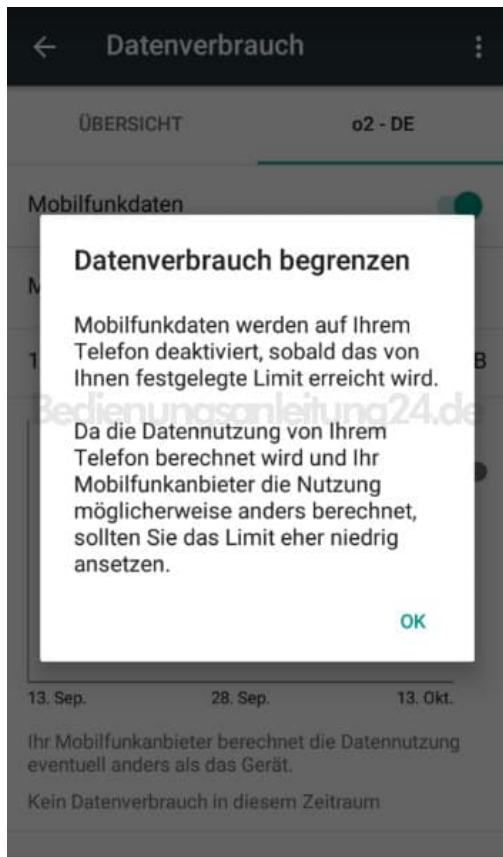 Datenverbrauch
ÜBERSICHT
o2 - DE
Mobilfunkdaten
M
Datenverbrauch begrenzen
Mobilfunkdaten werden auf Ihrem
Telefon deaktiviert, sobald das von
Ihnen festgelegte Limit erreicht wird.
1
B
Bedienungsanleitung24.de
Da die Datennutzung von Ihrem
Telefon berechnet wird und Ihr
Mobilfunkanbieter die Nutzung
möglicherweise anders berechnet,
sollten Sie das Limit eher niedrig
ansetzen.
OK
13. Sep.
28. Sep.
13. Okt.
Ihr Mobilfunkanbieter berechnet die Datennutzung
eventuell anders als das Gerät.
Kein Datenverbrauch in diesem Zeitraum